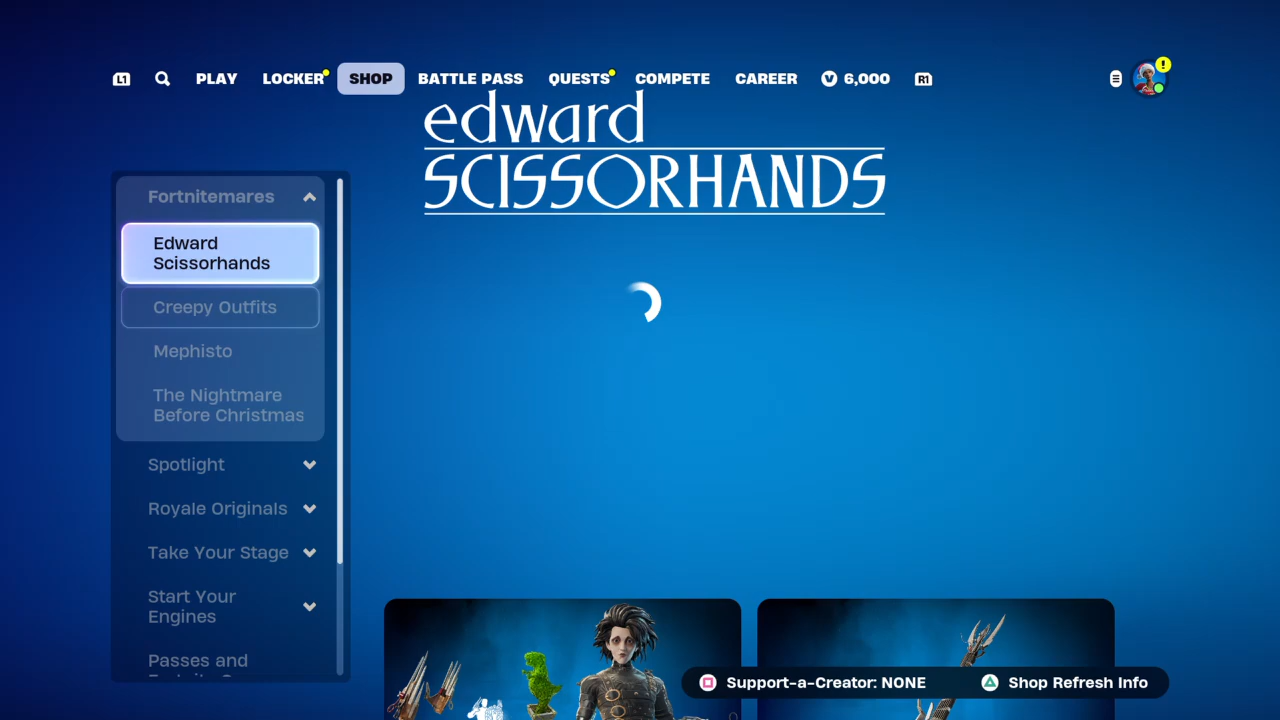 L1
PLAY
LOCKER
SHOP
BATTLE PASS
QUESTS
COMPETE
CAREER
V 6,000
R1
!
edward
SCISSORHANDS
Fortnitemares
Edward
Scissorhands
Creepy Outfits
Mephisto
The Nightmare
Before Christmas
Spotlight
Royale Originals
Take Your Stage
Start Your
Engines
Passes and
Support-a-Creator: NONE
Shop Refresh Info